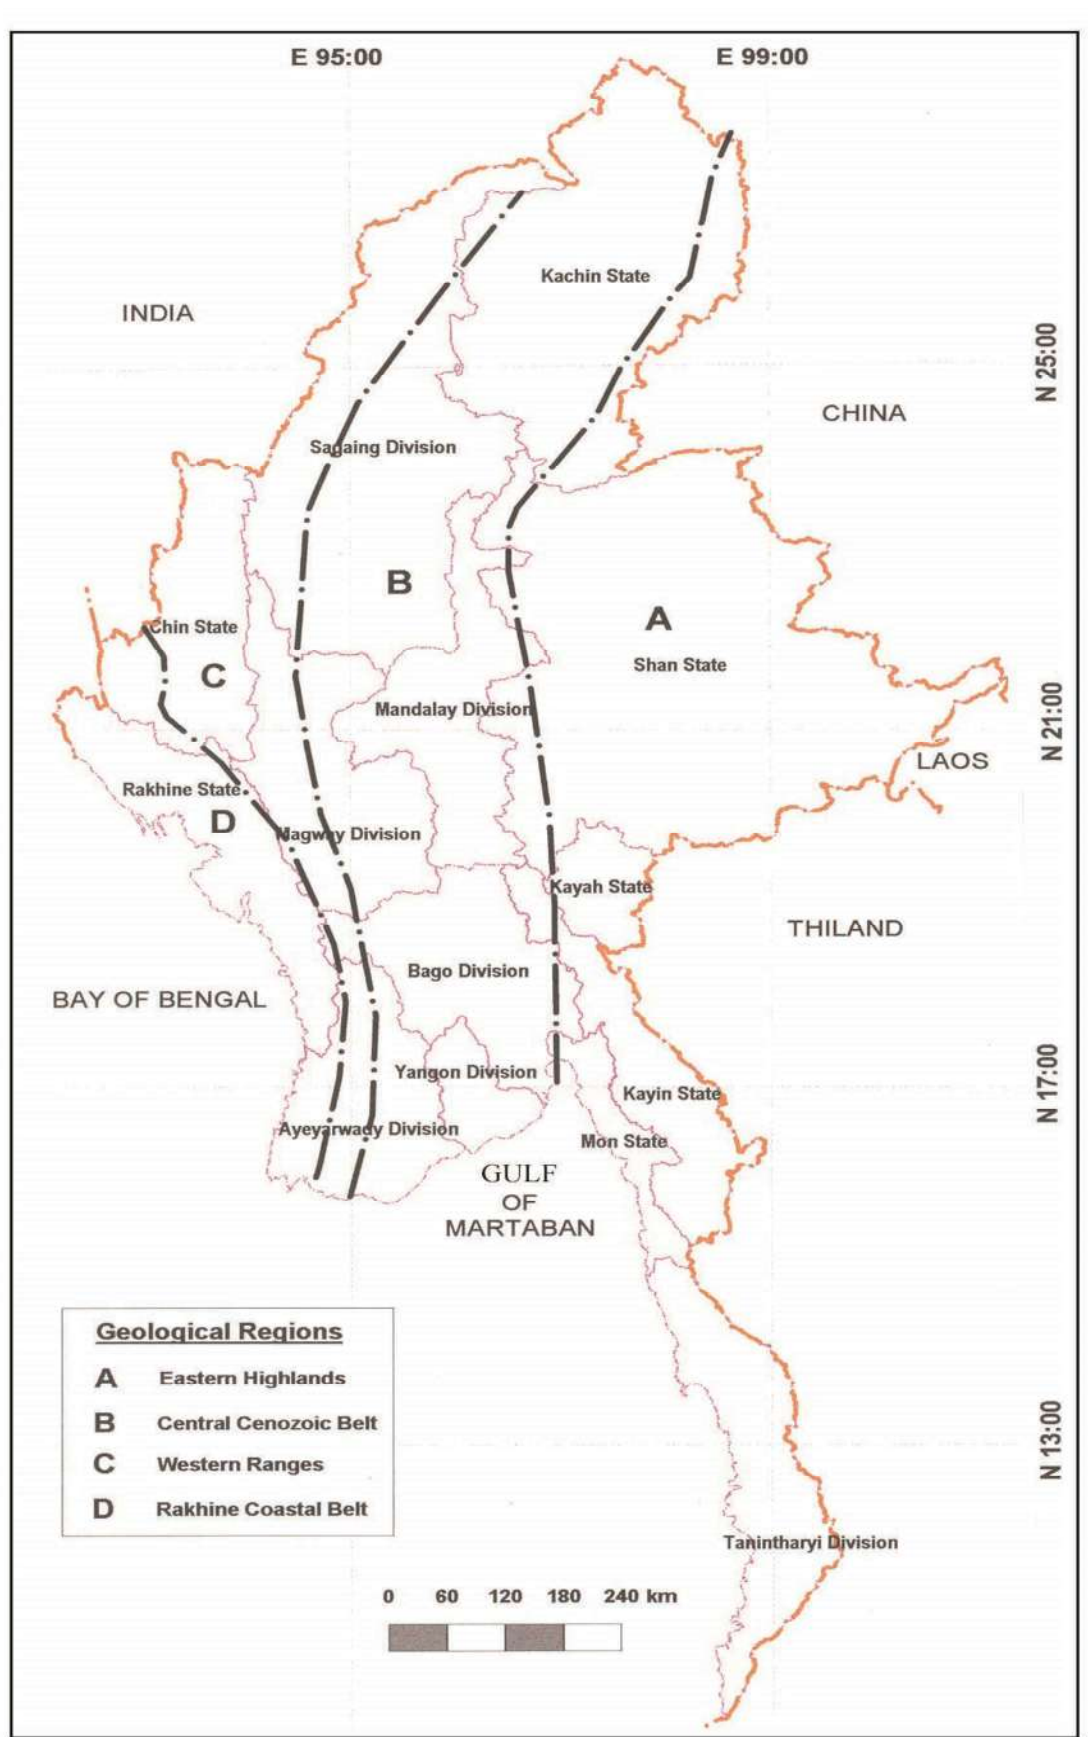 E 95:00
E 99:00
Kachin State
INDIA
N 25:00
CHINA
Sagaing Division
B
A
Chin State
C
Shan State
N 21:00
Mandalay Division
LAOS
Rakhine State
D
Magway Division
Kayah State
THILAND
Bago Division
BAY OF BENGAL
Yangon Division
Kayin State
N 17:00
Ayeyarwady Division
Mon State
GULF
OF
MARTABAN
Geological Regions
A Eastern Highlands
B Central Cenozoic Belt
C Western Ranges
D Rakhine Coastal Belt
N 13:00
Tanintharyi Division
0 60 120 180 240 km